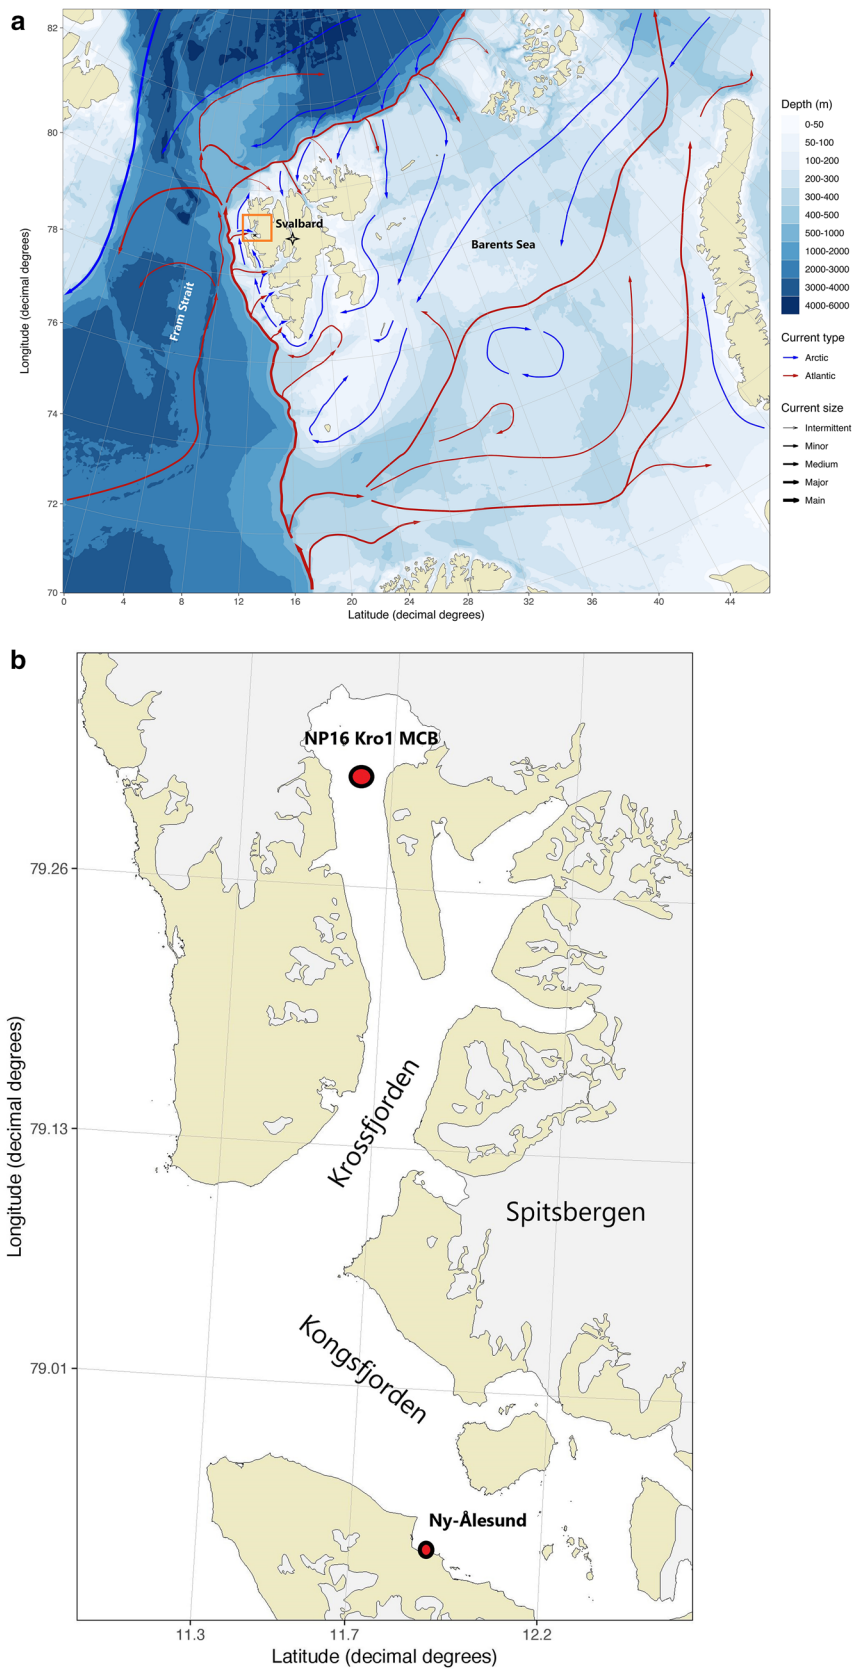 a
82
80
78
76
74
72
70
Longitude (decimal degrees)
0
4
8
12
16
20
24
28
32
36
40
44
Latitude (decimal degrees)
Svalbard
Barents Sea
Fram Strait
Depth (m)
0-50
50-100
100-200
200-300
300-400
400-500
500-1000
1000-2000
2000-3000
3000-4000
4000-6000
Current type
Arctic
Atlantic
Current size
Intermittent
Minor
Medium
Major
Main
b
NP16 Kro1 MCB
79.26
79.13
79.01
Longitude (decimal degrees)
Krossfjorden
Spitsbergen
Kongsfjorden
Ny-Ålesund
11.3
11.7
12.2
Latitude (decimal degrees)